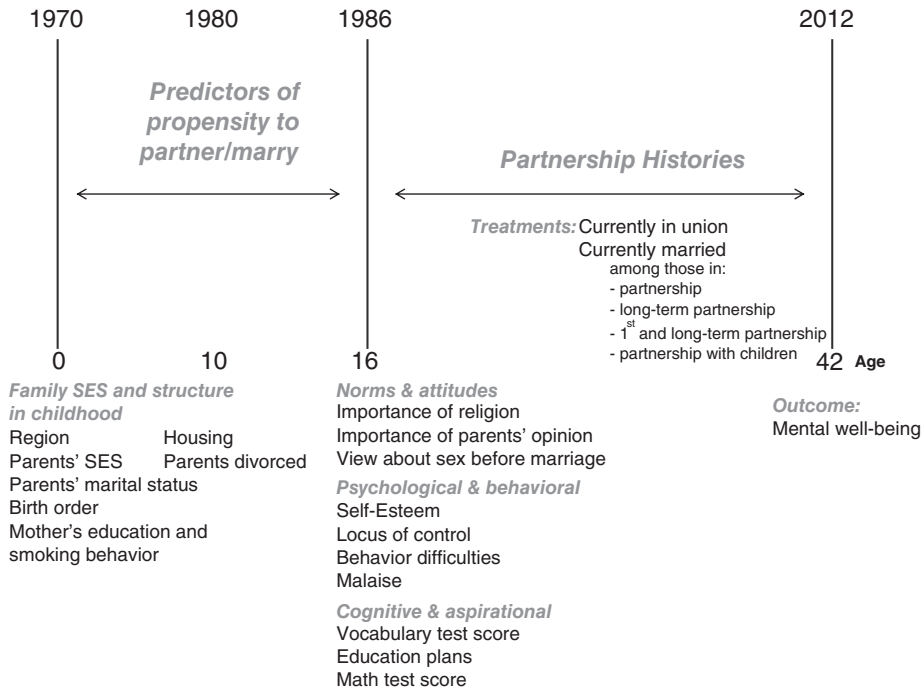 1970 1980 1986 2012
Predictors of
propensity to
partner/marry
Partnership Histories
Treatments: Currently in union
Currently married
among those in:
- partnership
- long-term partnership
- 1st and long-term partnership
- partnership with children
0 10 16 42 Age
Family SES and structure
in childhood
Region Housing
Parents' SES Parents divorced
Parents' marital status
Birth order
Mother's education and
smoking behavior
Norms & attitudes
Importance of religion
Importance of parents' opinion
View about sex before marriage
Psychological & behavioral
Self-Esteem
Locus of control
Behavior difficulties
Malaise
Cognitive & aspirational
Vocabulary test score
Education plans
Math test score
Outcome:
Mental well-being